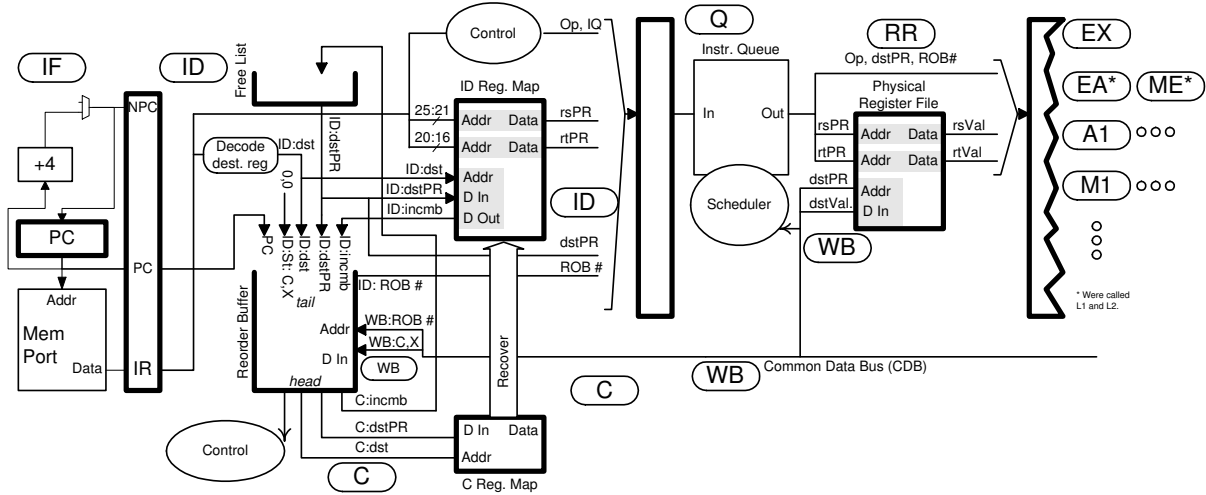 IF
ID
Free List
Control
Op, IQ
Q
RR
EX
EA*
ME*
A1
M1
* Were called
L1 and L2.
Instr. Queue
In
Out
Scheduler
Op, dstPR, ROB#
Physical
Register File
rsPR
rtPR
dstPR
dstVal.
Addr
Data
Addr
Data
Addr
D In
rsVal
rtVal
WB
NPC
+4
PC
PC
Addr
Mem
Port
Data
IR
Decode
dest. reg
ID:dst
0,0
ID:dstPR
ID Reg. Map
25:21
20:16
Addr
Data
Addr
Data
Addr
D In
D Out
rsPR
rtPR
ID:dst
ID:dstPR
ID:incmb
ID
dstPR
ROB #
PC
ID:St: C,X
ID:dst
ID:dstPR
ID:incmb
tail
ID: ROB #
Reorder Buffer
Addr
D In
WB:ROB #
WB:C,X
WB
head
Recover
WB
Common Data Bus (CDB)
C
C:incmb
C:dstPR
C:dst
Control
C
D In
Data
Addr
C Reg. Map